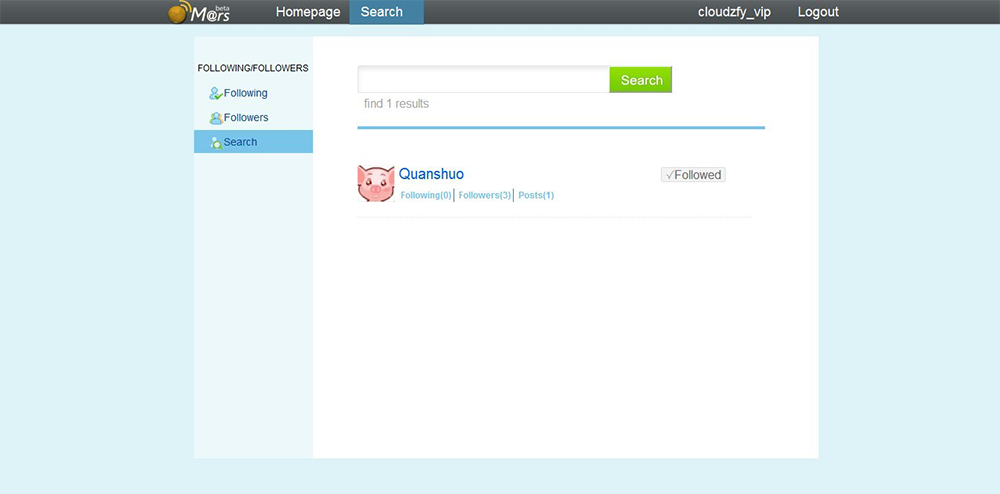 M@rs beta Homepage Search cloudzfy_vip Logout
FOLLOWING/FOLLOWERS
Following
Followers
Search
Search
find 1 results
Quanshuo
✓Followed
Following(0) Followers(3) Posts(1)